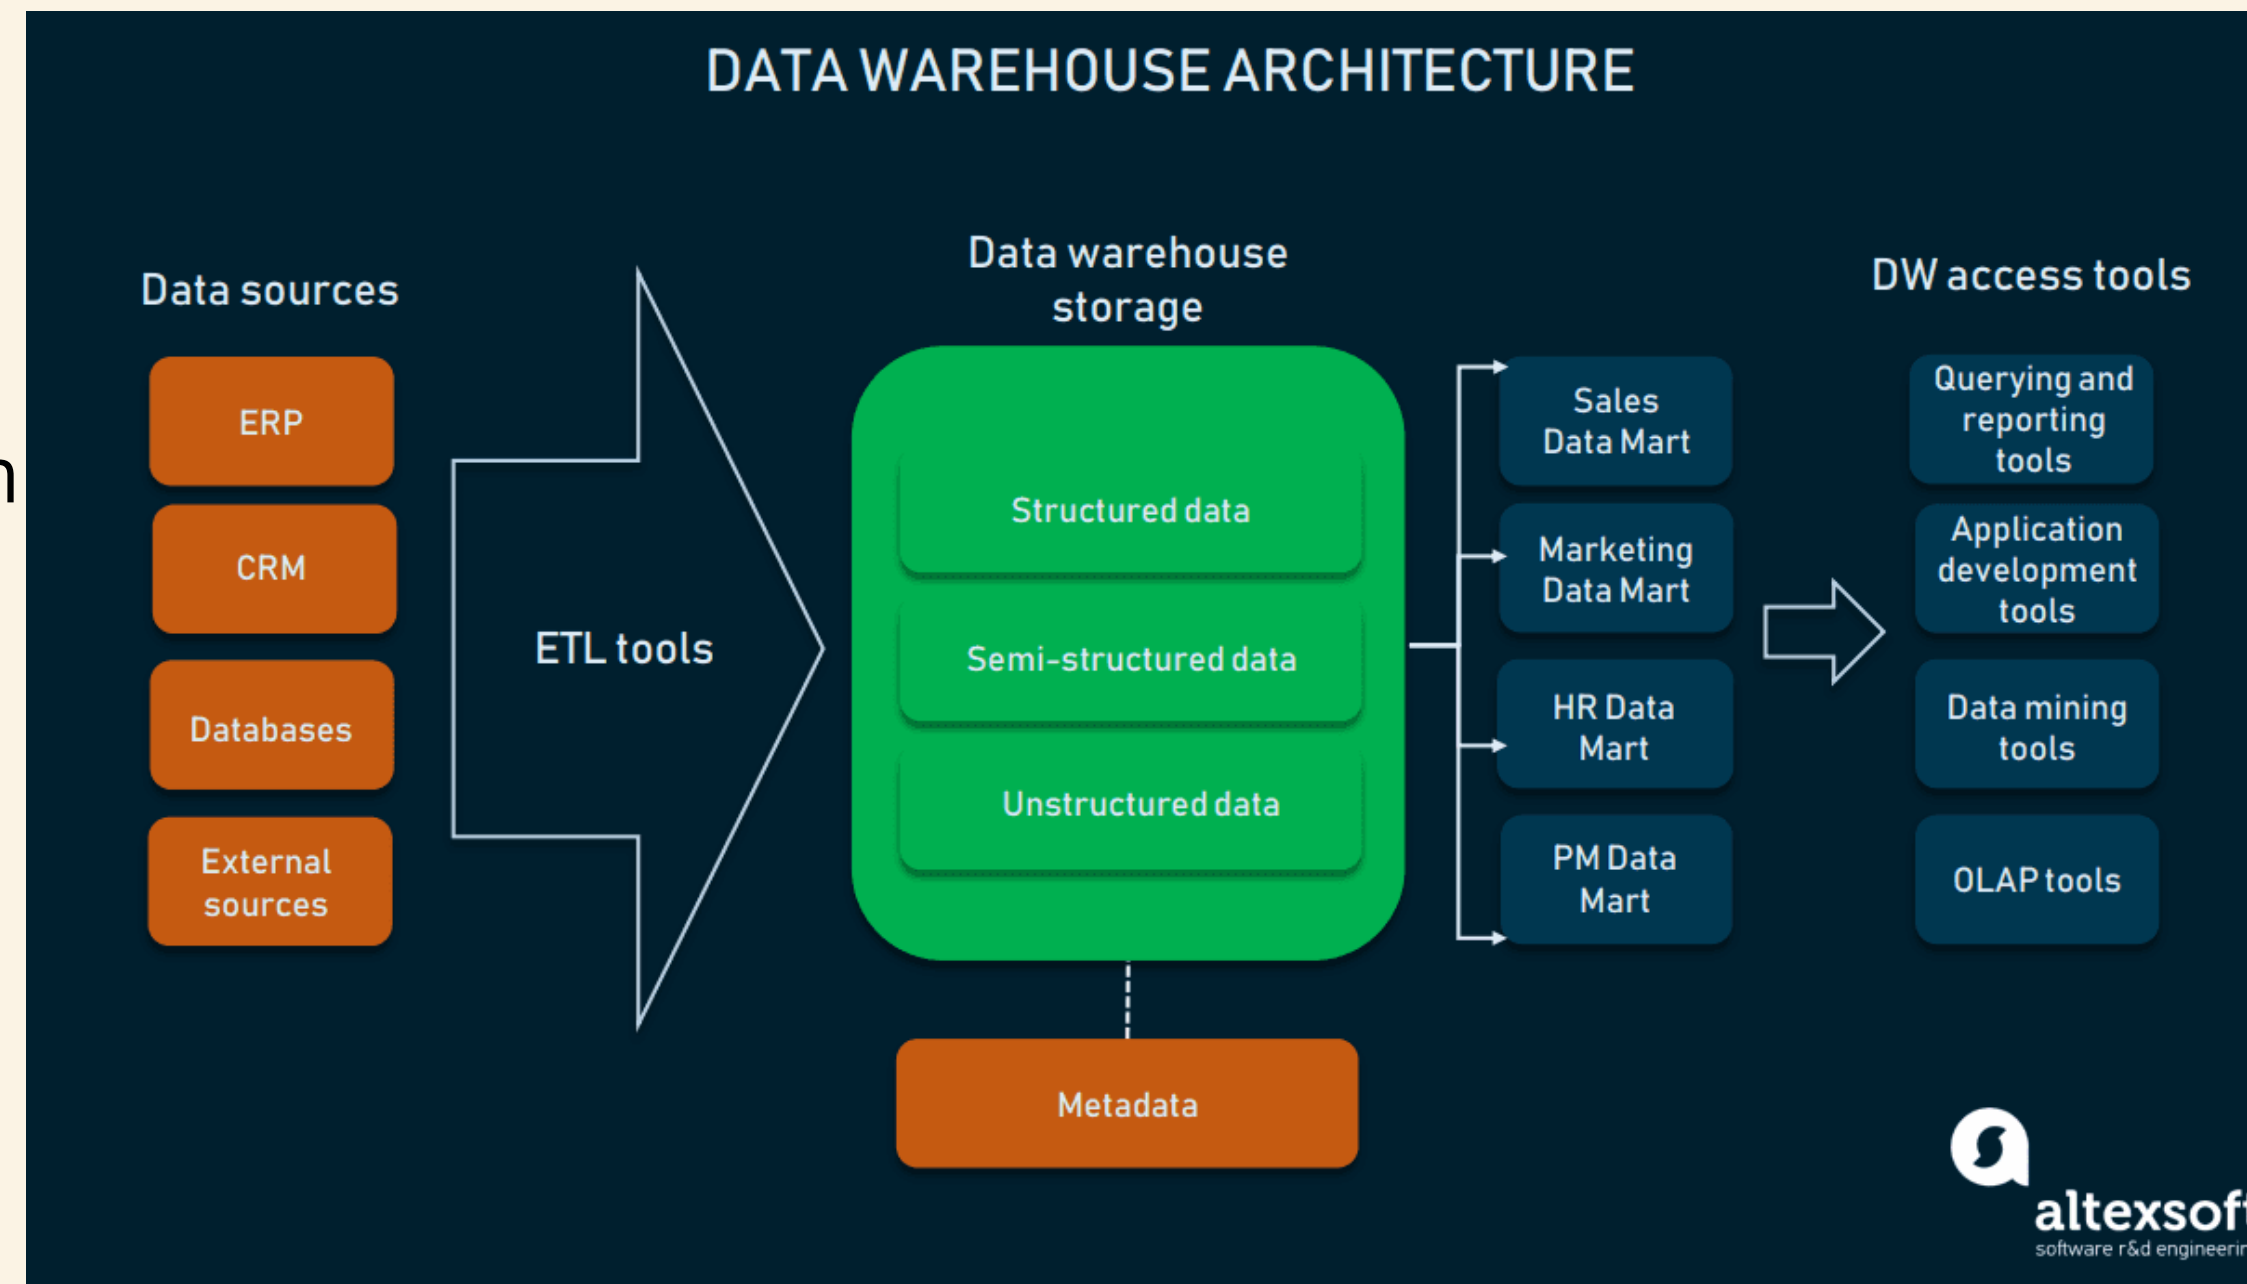 DATA WAREHOUSE ARCHITECTURE
Data sources
ERP
CRM
Databases
External
sources
ETL tools
Data warehouse
storage
Structured data
Semi-structured data
Unstructured data
Metadata
Sales
Data Mart
Marketing
Data Mart
HR Data
Mart
PM Data
Mart
DW access tools
Querying and
reporting
tools
Application
development
tools
Data mining
tools
OLAP tools
altexsoft
software r&d